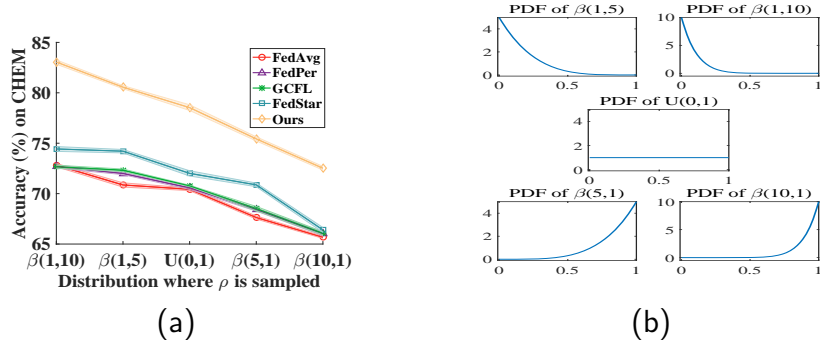 85
80
75
70
65
Accuracy (%) on CHEM
FedAvg
FedPer
GCFL
FedStar
Ours
β(1,10) β(1,5) U(0,1) β(5,1) β(10,1)
Distribution where ρ is sampled
(a)
PDF of β(1,5)
4
2
0
0 0.5 1
PDF of β(1,10)
10
5
0
0 0.5 1
PDF of U(0,1)
4
2
0
0 0.5 1
PDF of β(5,1)
4
2
0
0 0.5 1
PDF of β(10,1)
10
5
0
0 0.5 1
(b)